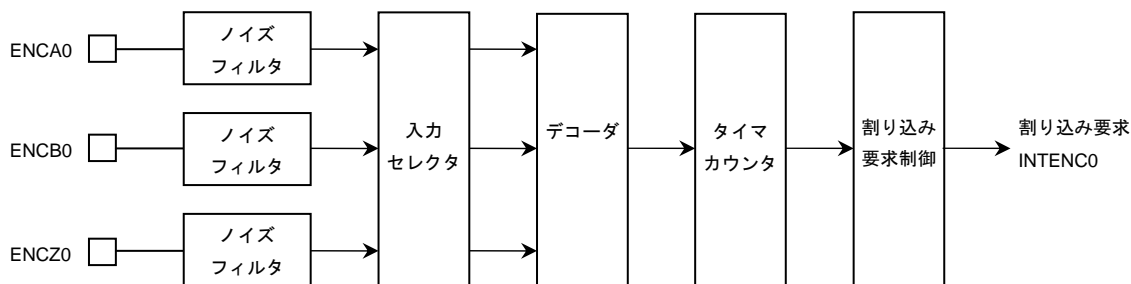 ENCA0
ノイズ
フィルタ
ENCB0
ノイズ
フィルタ
ENCZ0
ノイズ
フィルタ
入力
セレクタ
デコーダ
タイマ
カウンタ
割り込み
要求制御
割り込み要求
INTENC0